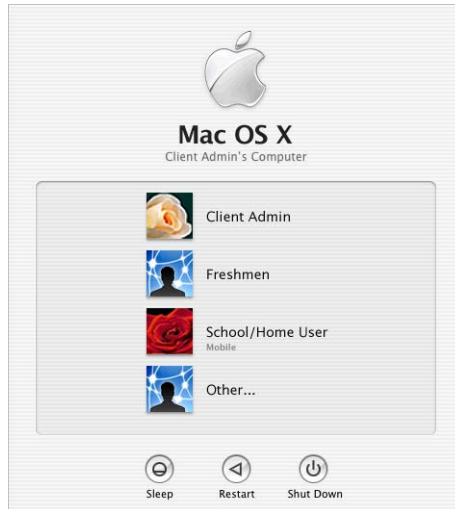 Mac OS X
Client Admin's Computer
Client Admin
Freshmen
School/Home User
Mobile
Other...
Sleep Restart Shut Down